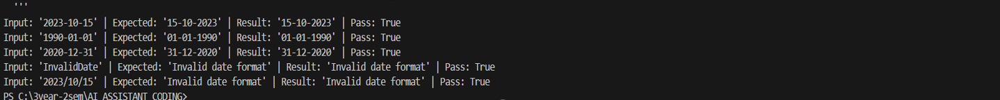 '''
Input: '2023-10-15' | Expected: '15-10-2023' | Result: '15-10-2023' | Pass: True
Input: '1990-01-01' | Expected: '01-01-1990' | Result: '01-01-1990' | Pass: True
Input: '2020-12-31' | Expected: '31-12-2020' | Result: '31-12-2020' | Pass: True
Input: 'InvalidDate' | Expected: 'Invalid date format' | Result: 'Invalid date format' | Pass: True
Input: '2023/10/15' | Expected: 'Invalid date format' | Result: 'Invalid date format' | Pass: True
PS C:\3year-2sem\AI ASSISTANT CODING>